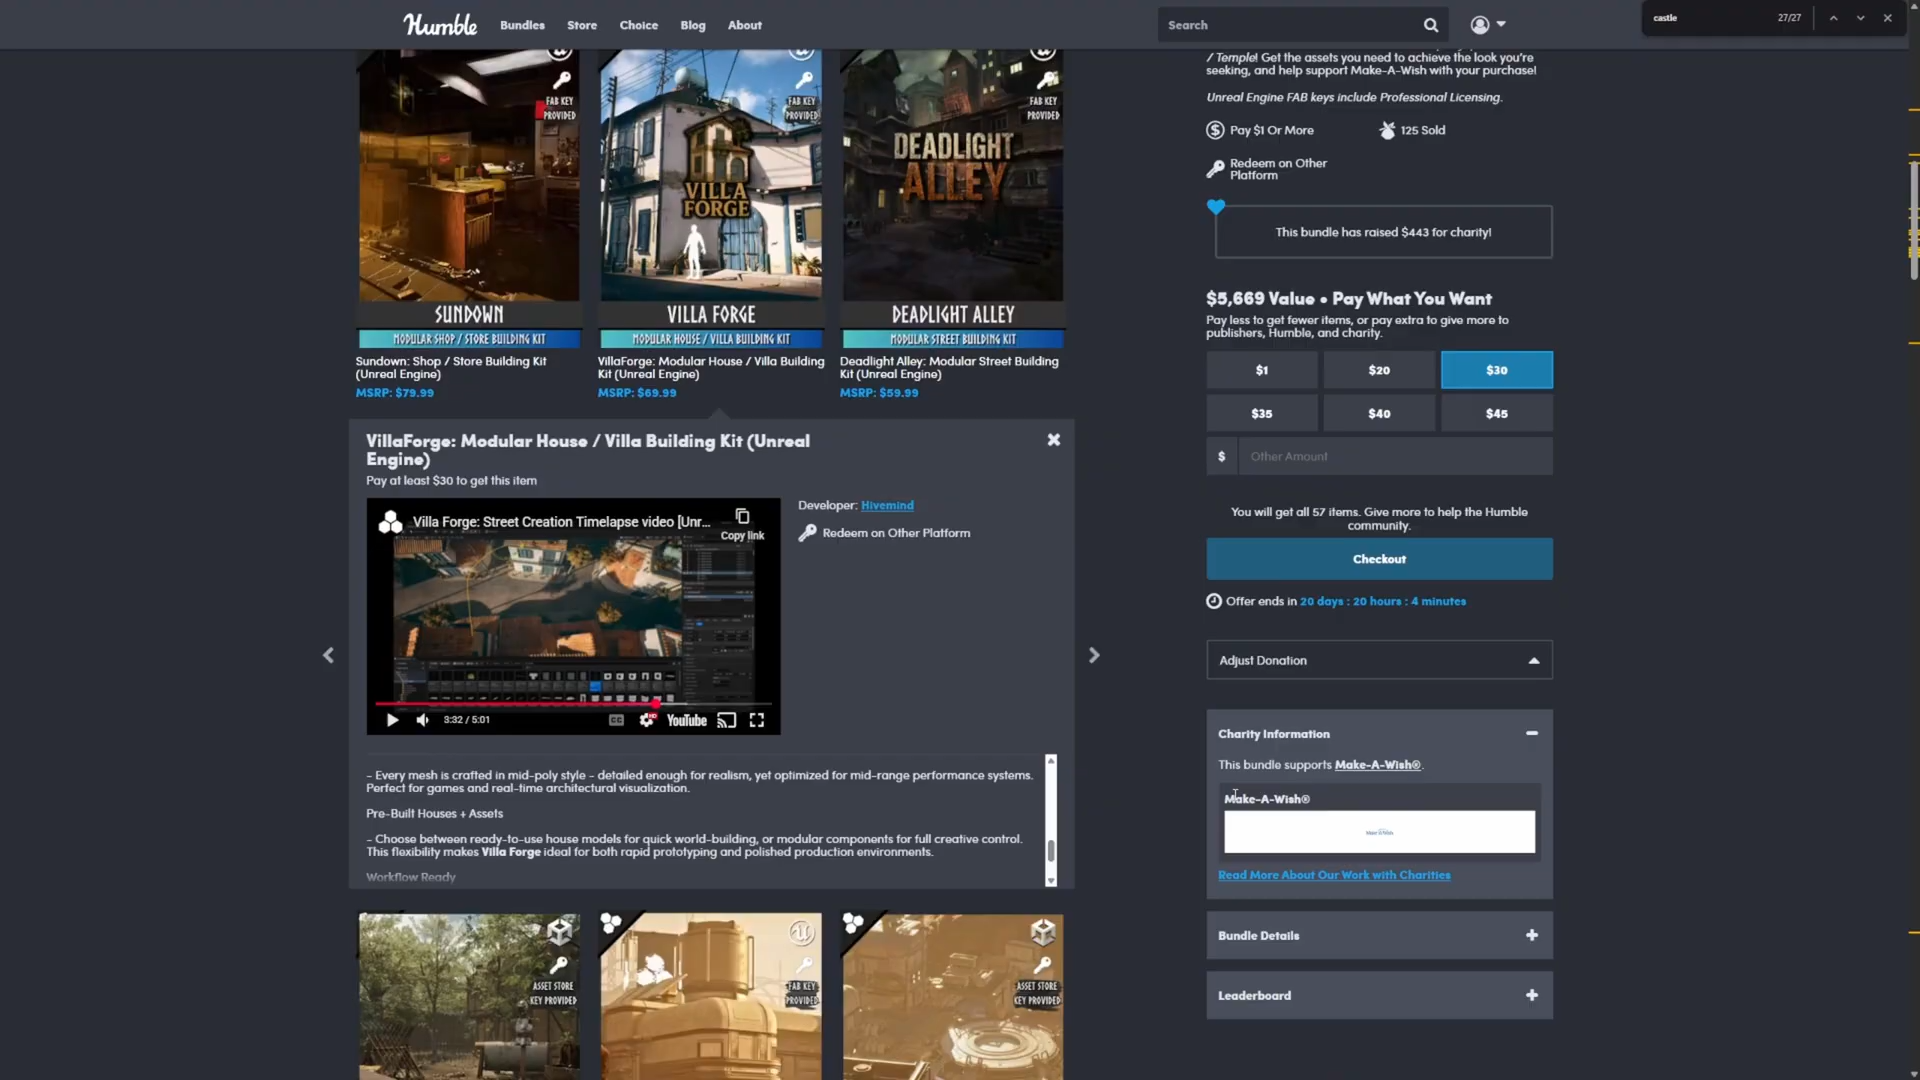 Humble
Bundles
Store
Choice
Blog
About
Search
castle
27/27
FAB KEY
PROVIDED
SUNDOWN
MODULAR SHOP / STORE BUILDING KIT
Sundown: Shop / Store Building Kit
(Unreal Engine)
MSRP: $79.99
FAB KEY
PROVIDED
VILLA
FORGE
VILLA FORGE
MODULAR HOUSE / VILLA BUILDING KIT
VillaForge: Modular House / Villa Building
Kit (Unreal Engine)
MSRP: $69.99
FAB KEY
PROVIDED
DEADLIGHT
ALLEY
DEADLIGHT ALLEY
MODULAR STREET BUILDING KIT
Deadlight Alley: Modular Street Building
Kit (Unreal Engine)
MSRP: $59.99
VillaForge: Modular House / Villa Building Kit (Unreal
Engine)
Pay at least $30 to get this item
Villa Forge: Street Creation Timelapse video [Unr...
Copy link
3:32 / 5:01
CC
HD
YouTube
Developer: Hivemind
Redeem on Other Platform
- Every mesh is crafted in mid-poly style - detailed enough for realism, yet optimized for mid-range performance systems.
Perfect for games and real-time architectural visualization.
Pre-Built Houses + Assets
- Choose between ready-to-use house models for quick world-building, or modular components for full creative control.
This flexibility makes Villa Forge ideal for both rapid prototyping and polished production environments.
Workflow Ready
ASSET STORE
KEY PROVIDED
FAB KEY
PROVIDED
ASSET STORE
KEY PROVIDED
/ Temple! Get the assets you need to achieve the look you're
seeking, and help support Make-A-Wish with your purchase!
Unreal Engine FAB keys include Professional Licensing.
Pay $1 Or More
125 Sold
Redeem on Other
Platform
This bundle has raised $443 for charity!
$5,669 Value • Pay What You Want
Pay less to get fewer items, or pay extra to give more to
publishers, Humble, and charity.
$1
$20
$30
$35
$40
$45
$
Other Amount
You will get all 57 items. Give more to help the Humble
community.
Checkout
Offer ends in 20 days : 20 hours : 4 minutes
Adjust Donation
Charity Information
This bundle supports Make-A-Wish®.
Make-A-Wish®
Read More About Our Work with Charities
Bundle Details
Leaderboard